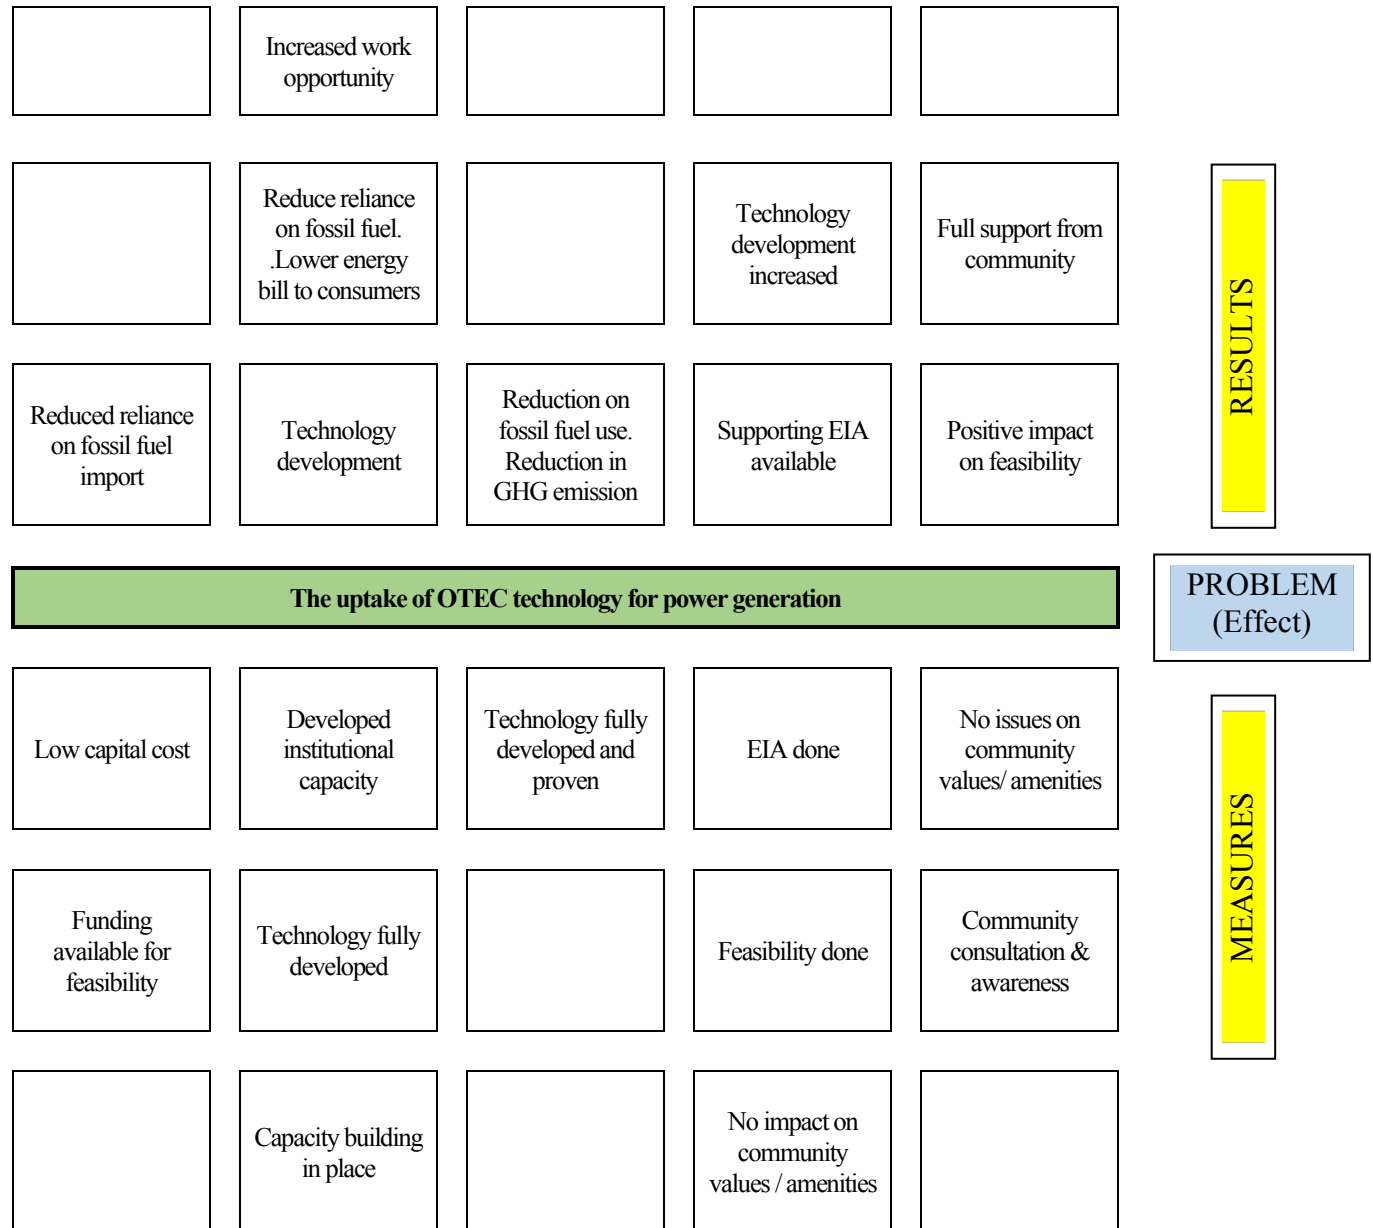 Increased work
opportunity
Reduce reliance
on fossil fuel.
.Lower energy
bill to consumers
Technology
development
increased
Full support from
community
RESULTS
Reduced reliance
on fossil fuel
import
Technology
development
Reduction on
fossil fuel use.
Reduction in
GHG emission
Supporting EIA
available
Positive impact
on feasibility
The uptake of OTEC technology for power generation
PROBLEM
(Effect)
Low capital cost
Developed
institutional
capacity
Technology fully
developed and
proven
EIA done
No issues on
community
values/ amenities
MEASURES
Funding
available for
feasibility
Technology fully
developed
Feasibility done
Community
consultation &
awareness
Capacity building
in place
No impact on
community
values / amenities